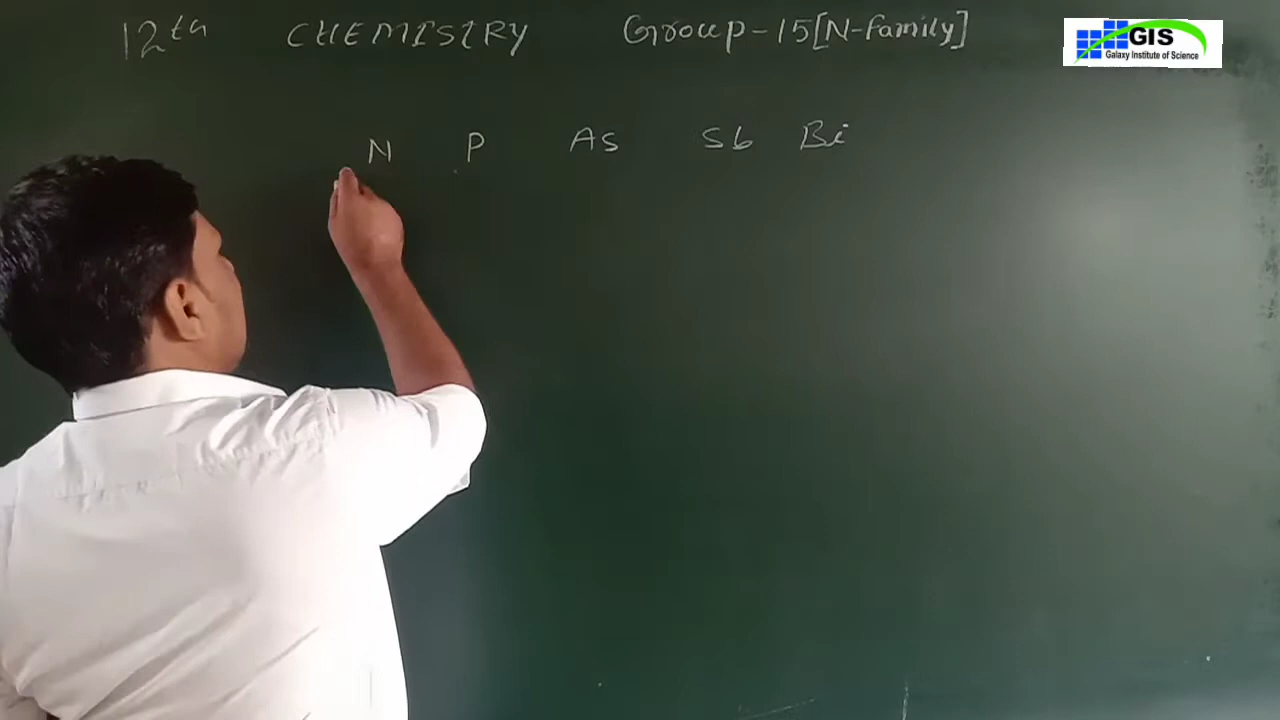 12th CHEMISTRY Group-15[N-Family]
GIS
Galaxy Institute of Science
N P As Sb Bi